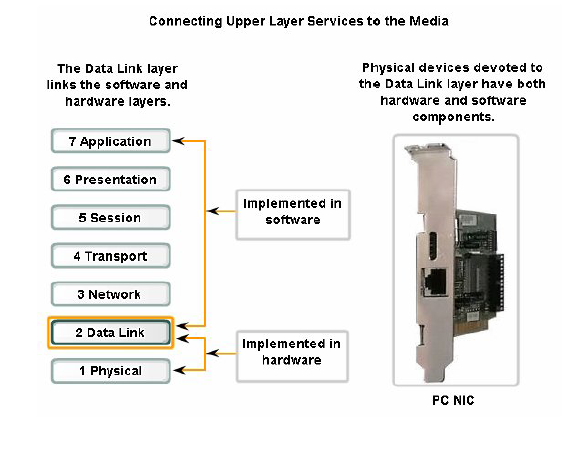 Connecting Upper Layer Services to the Media
The Data Link layer
links the software and
hardware layers.
7 Application
6 Presentation
5 Session
4 Transport
3 Network
2 Data Link
1 Physical
Implemented in
software
Implemented in
hardware
Physical devices devoted to
the Data Link layer have both
hardware and software
components.
PC NIC